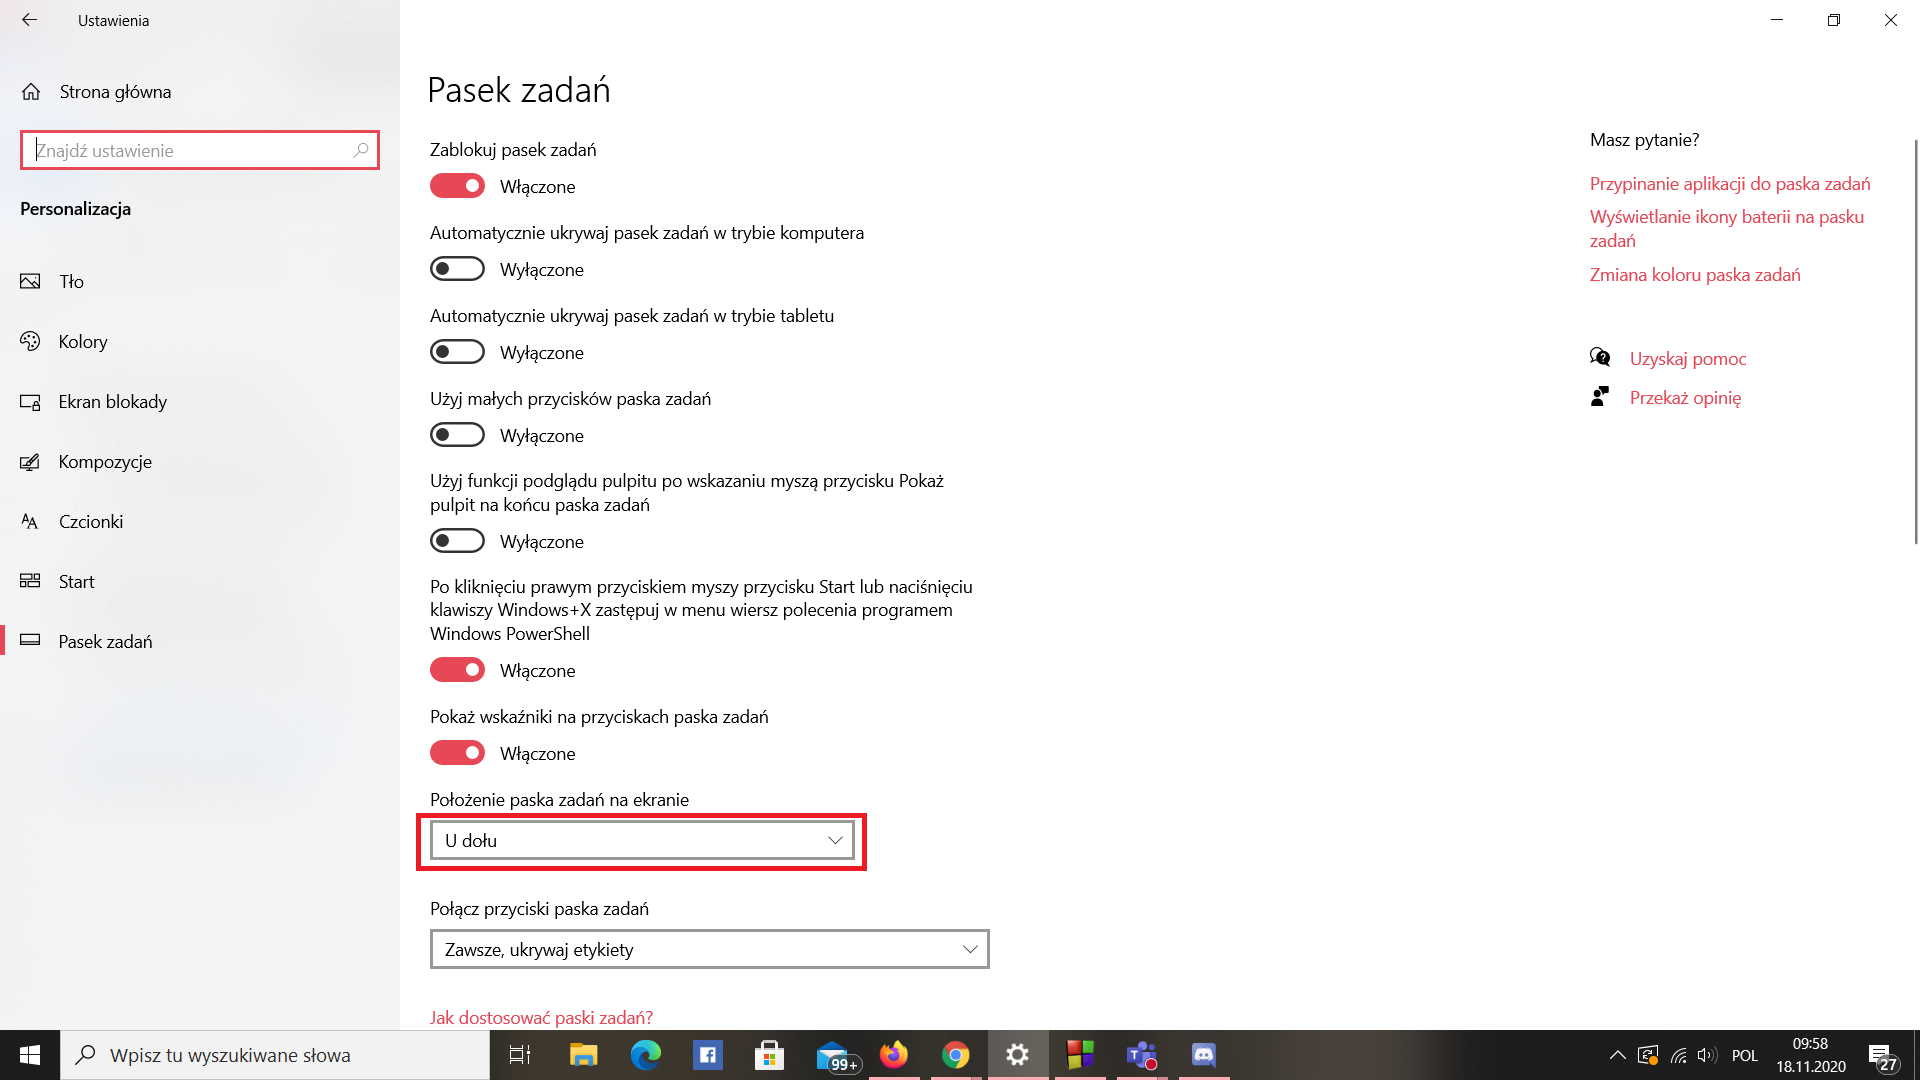 Ustawienia
Strona główna
Znajdź ustawienie
Personalizacja
Tło
Kolory
Ekran blokady
Kompozycje
Czcionki
Start
Pasek zadań
Pasek zadań
Zablokuj pasek zadań
Włączone
Automatycznie ukrywaj pasek zadań w trybie komputera
Wyłączone
Automatycznie ukrywaj pasek zadań w trybie tabletu
Wyłączone
Użyj małych przycisków paska zadań
Wyłączone
Użyj funkcji podglądu pulpitu po wskazaniu myszą przycisku Pokaż
pulpit na końcu paska zadań
Wyłączone
Po kliknięciu prawym przyciskiem myszy przycisku Start lub naciśnięciu
klawiszy Windows+X zastępuj w menu wiersz polecenia programem
Windows PowerShell
Włączone
Pokaż wskaźniki na przyciskach paska zadań
Włączone
Położenie paska zadań na ekranie
U dołu
Połącz przyciski paska zadań
Zawsze, ukrywaj etykiety
Jak dostosować paski zadań?
Masz pytanie?
Przypinanie aplikacji do paska zadań
Wyświetlanie ikony baterii na pasku
zadań
Zmiana koloru paska zadań
Uzyskaj pomoc
Przekaż opinię
Wpisz tu wyszukiwane słowa
99+
POL
09:58
18.11.2020
27